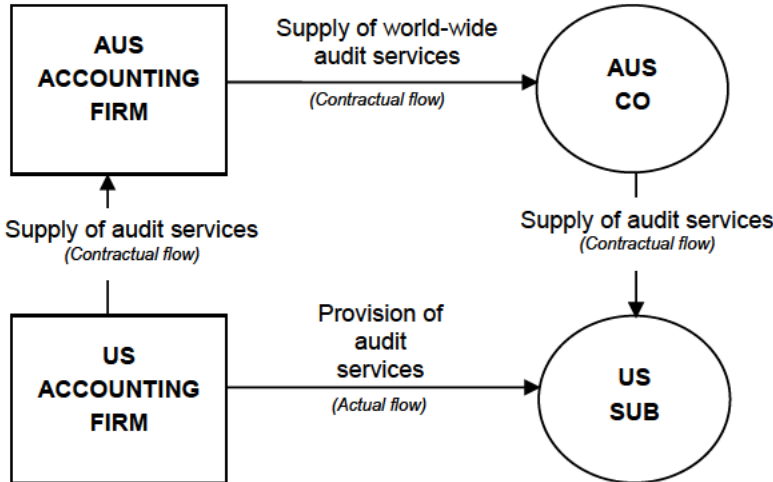 AUS
ACCOUNTING
FIRM
Supply of world-wide
audit services
(Contractual flow)
AUS
CO
Supply of audit services
(Contractual flow)
Supply of audit services
(Contractual flow)
US
ACCOUNTING
FIRM
Provision of
audit
services
(Actual flow)
US
SUB